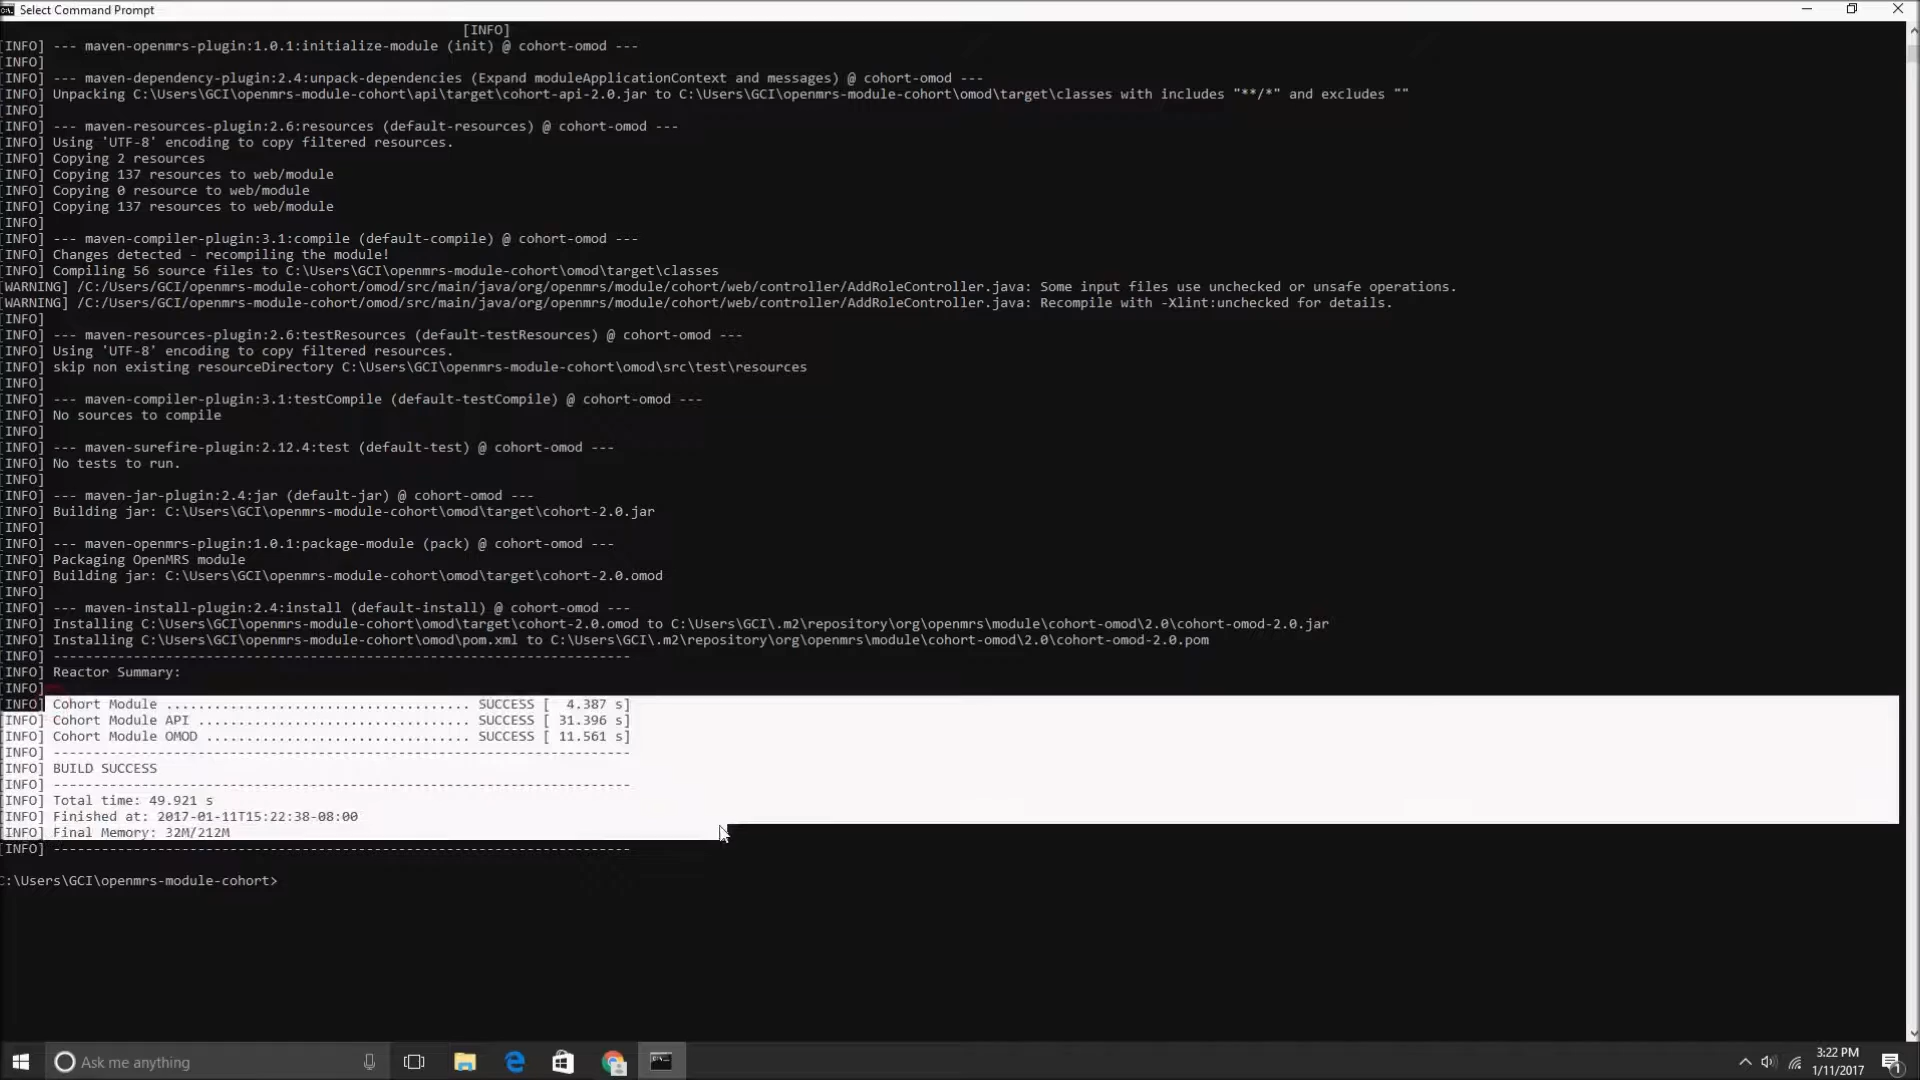 Select Command Prompt
[INFO]
[INFO] --- maven-openmrs-plugin:1.0.1:initialize-module (init) @ cohort-omod ---
[INFO]
[INFO] --- maven-dependency-plugin:2.4:unpack-dependencies (Expand moduleApplicationContext and messages) @ cohort-omod ---
[INFO] Unpacking C:\Users\GCI\openmrs-module-cohort\api\target\cohort-api-2.0.jar to C:\Users\GCI\openmrs-module-cohort\omod\target\classes with includes "**/*" and excludes ""
[INFO]
[INFO] --- maven-resources-plugin:2.6:resources (default-resources) @ cohort-omod ---
[INFO] Using 'UTF-8' encoding to copy filtered resources.
[INFO] Copying 2 resources
[INFO] Copying 137 resources to web/module
[INFO] Copying 0 resource to web/module
[INFO] Copying 137 resources to web/module
[INFO]
[INFO] --- maven-compiler-plugin:3.1:compile (default-compile) @ cohort-omod ---
[INFO] Changes detected - recompiling the module!
[INFO] Compiling 56 source files to C:\Users\GCI\openmrs-module-cohort\omod\target\classes
[WARNING] /C:/Users/GCI/openmrs-module-cohort/omod/src/main/java/org/openmrs/module/cohort/web/controller/AddRoleController.java: Some input files use unchecked or unsafe operations.
[WARNING] /C:/Users/GCI/openmrs-module-cohort/omod/src/main/java/org/openmrs/module/cohort/web/controller/AddRoleController.java: Recompile with -Xlint:unchecked for details.
[INFO]
[INFO] --- maven-resources-plugin:2.6:testResources (default-testResources) @ cohort-omod ---
[INFO] Using 'UTF-8' encoding to copy filtered resources.
[INFO] skip non existing resourceDirectory C:\Users\GCI\openmrs-module-cohort\omod\src\test\resources
[INFO]
[INFO] --- maven-compiler-plugin:3.1:testCompile (default-testCompile) @ cohort-omod ---
[INFO] No sources to compile
[INFO]
[INFO] --- maven-surefire-plugin:2.12.4:test (default-test) @ cohort-omod ---
[INFO] No tests to run.
[INFO]
[INFO] --- maven-jar-plugin:2.4:jar (default-jar) @ cohort-omod ---
[INFO] Building jar: C:\Users\GCI\openmrs-module-cohort\omod\target\cohort-2.0.jar
[INFO]
[INFO] --- maven-openmrs-plugin:1.0.1:package-module (pack) @ cohort-omod ---
[INFO] Packaging OpenMRS module
[INFO] Building jar: C:\Users\GCI\openmrs-module-cohort\omod\target\cohort-2.0.omod
[INFO]
[INFO] --- maven-install-plugin:2.4:install (default-install) @ cohort-omod ---
[INFO] Installing C:\Users\GCI\openmrs-module-cohort\omod\target\cohort-2.0.omod to C:\Users\GCI\.m2\repository\org\openmrs\module\cohort-omod\2.0\cohort-omod-2.0.jar
[INFO] Installing C:\Users\GCI\openmrs-module-cohort\omod\pom.xml to C:\Users\GCI\.m2\repository\org\openmrs\module\cohort-omod\2.0\cohort-omod-2.0.pom
[INFO] ------------------------------------------------------------------------
[INFO] Reactor Summary:
[INFO]
[INFO] Cohort Module ...................................... SUCCESS [  4.387 s]
[INFO] Cohort Module API .................................. SUCCESS [ 31.396 s]
[INFO] Cohort Module OMOD ................................. SUCCESS [ 11.561 s]
[INFO] ------------------------------------------------------------------------
[INFO] BUILD SUCCESS
[INFO] ------------------------------------------------------------------------
[INFO] Total time: 49.921 s
[INFO] Finished at: 2017-01-11T15:22:38-08:00
[INFO] Final Memory: 32M/212M
[INFO] ------------------------------------------------------------------------
C:\Users\GCI\openmrs-module-cohort>
Ask me anything
3:22 PM
1/11/2017
1